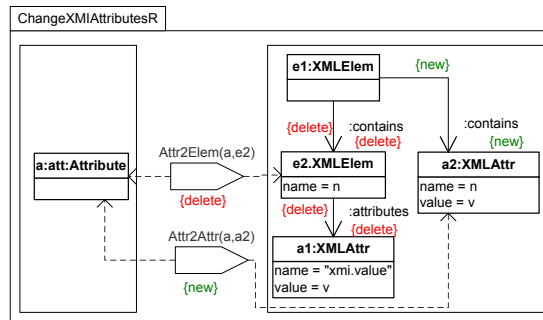 ChangeXMIAttributesR
e1:XMLElem
{new}
{delete}
:contains
{delete}
:contains
{new}
a:att:Attribute
Attr2Elem(a,e2)
{delete}
e2.XMLElem
name = n
a2:XMLAttr
name = n
value = v
{delete}
:attributes
{delete}
Attr2Attr(a,a2)
{new}
a1:XMLAttr
name = "xmi.value"
value = v